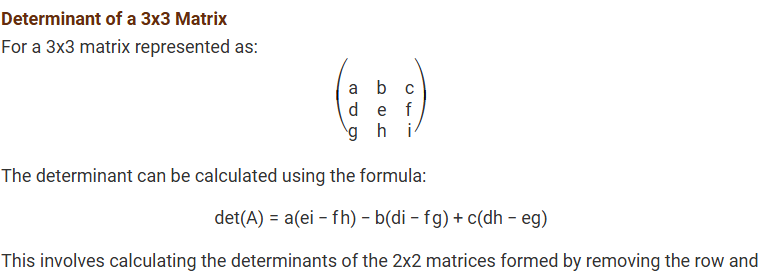 Determinant of a 3x3 Matrix
For a 3x3 matrix represented as:
a b c
d e f
g h i
The determinant can be calculated using the formula:
det(A) = a(ei − fh) − b(di − fg) + c(dh − eg)
This involves calculating the determinants of the 2x2 matrices formed by removing the row and